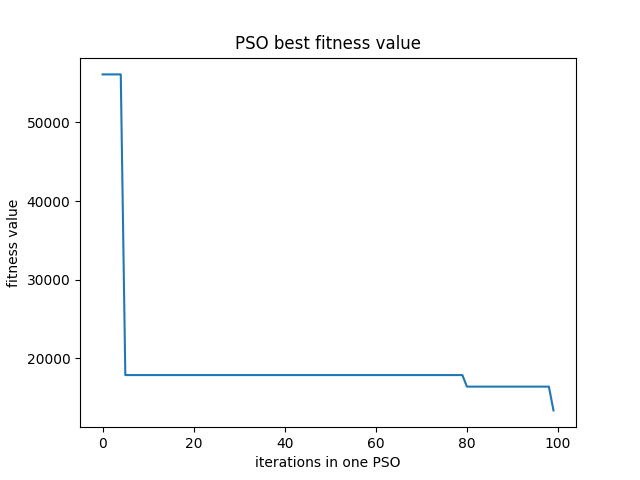 PSO best fitness value
fitness value
50000
40000
30000
20000
0 20 40 60 80 100
iterations in one PSO